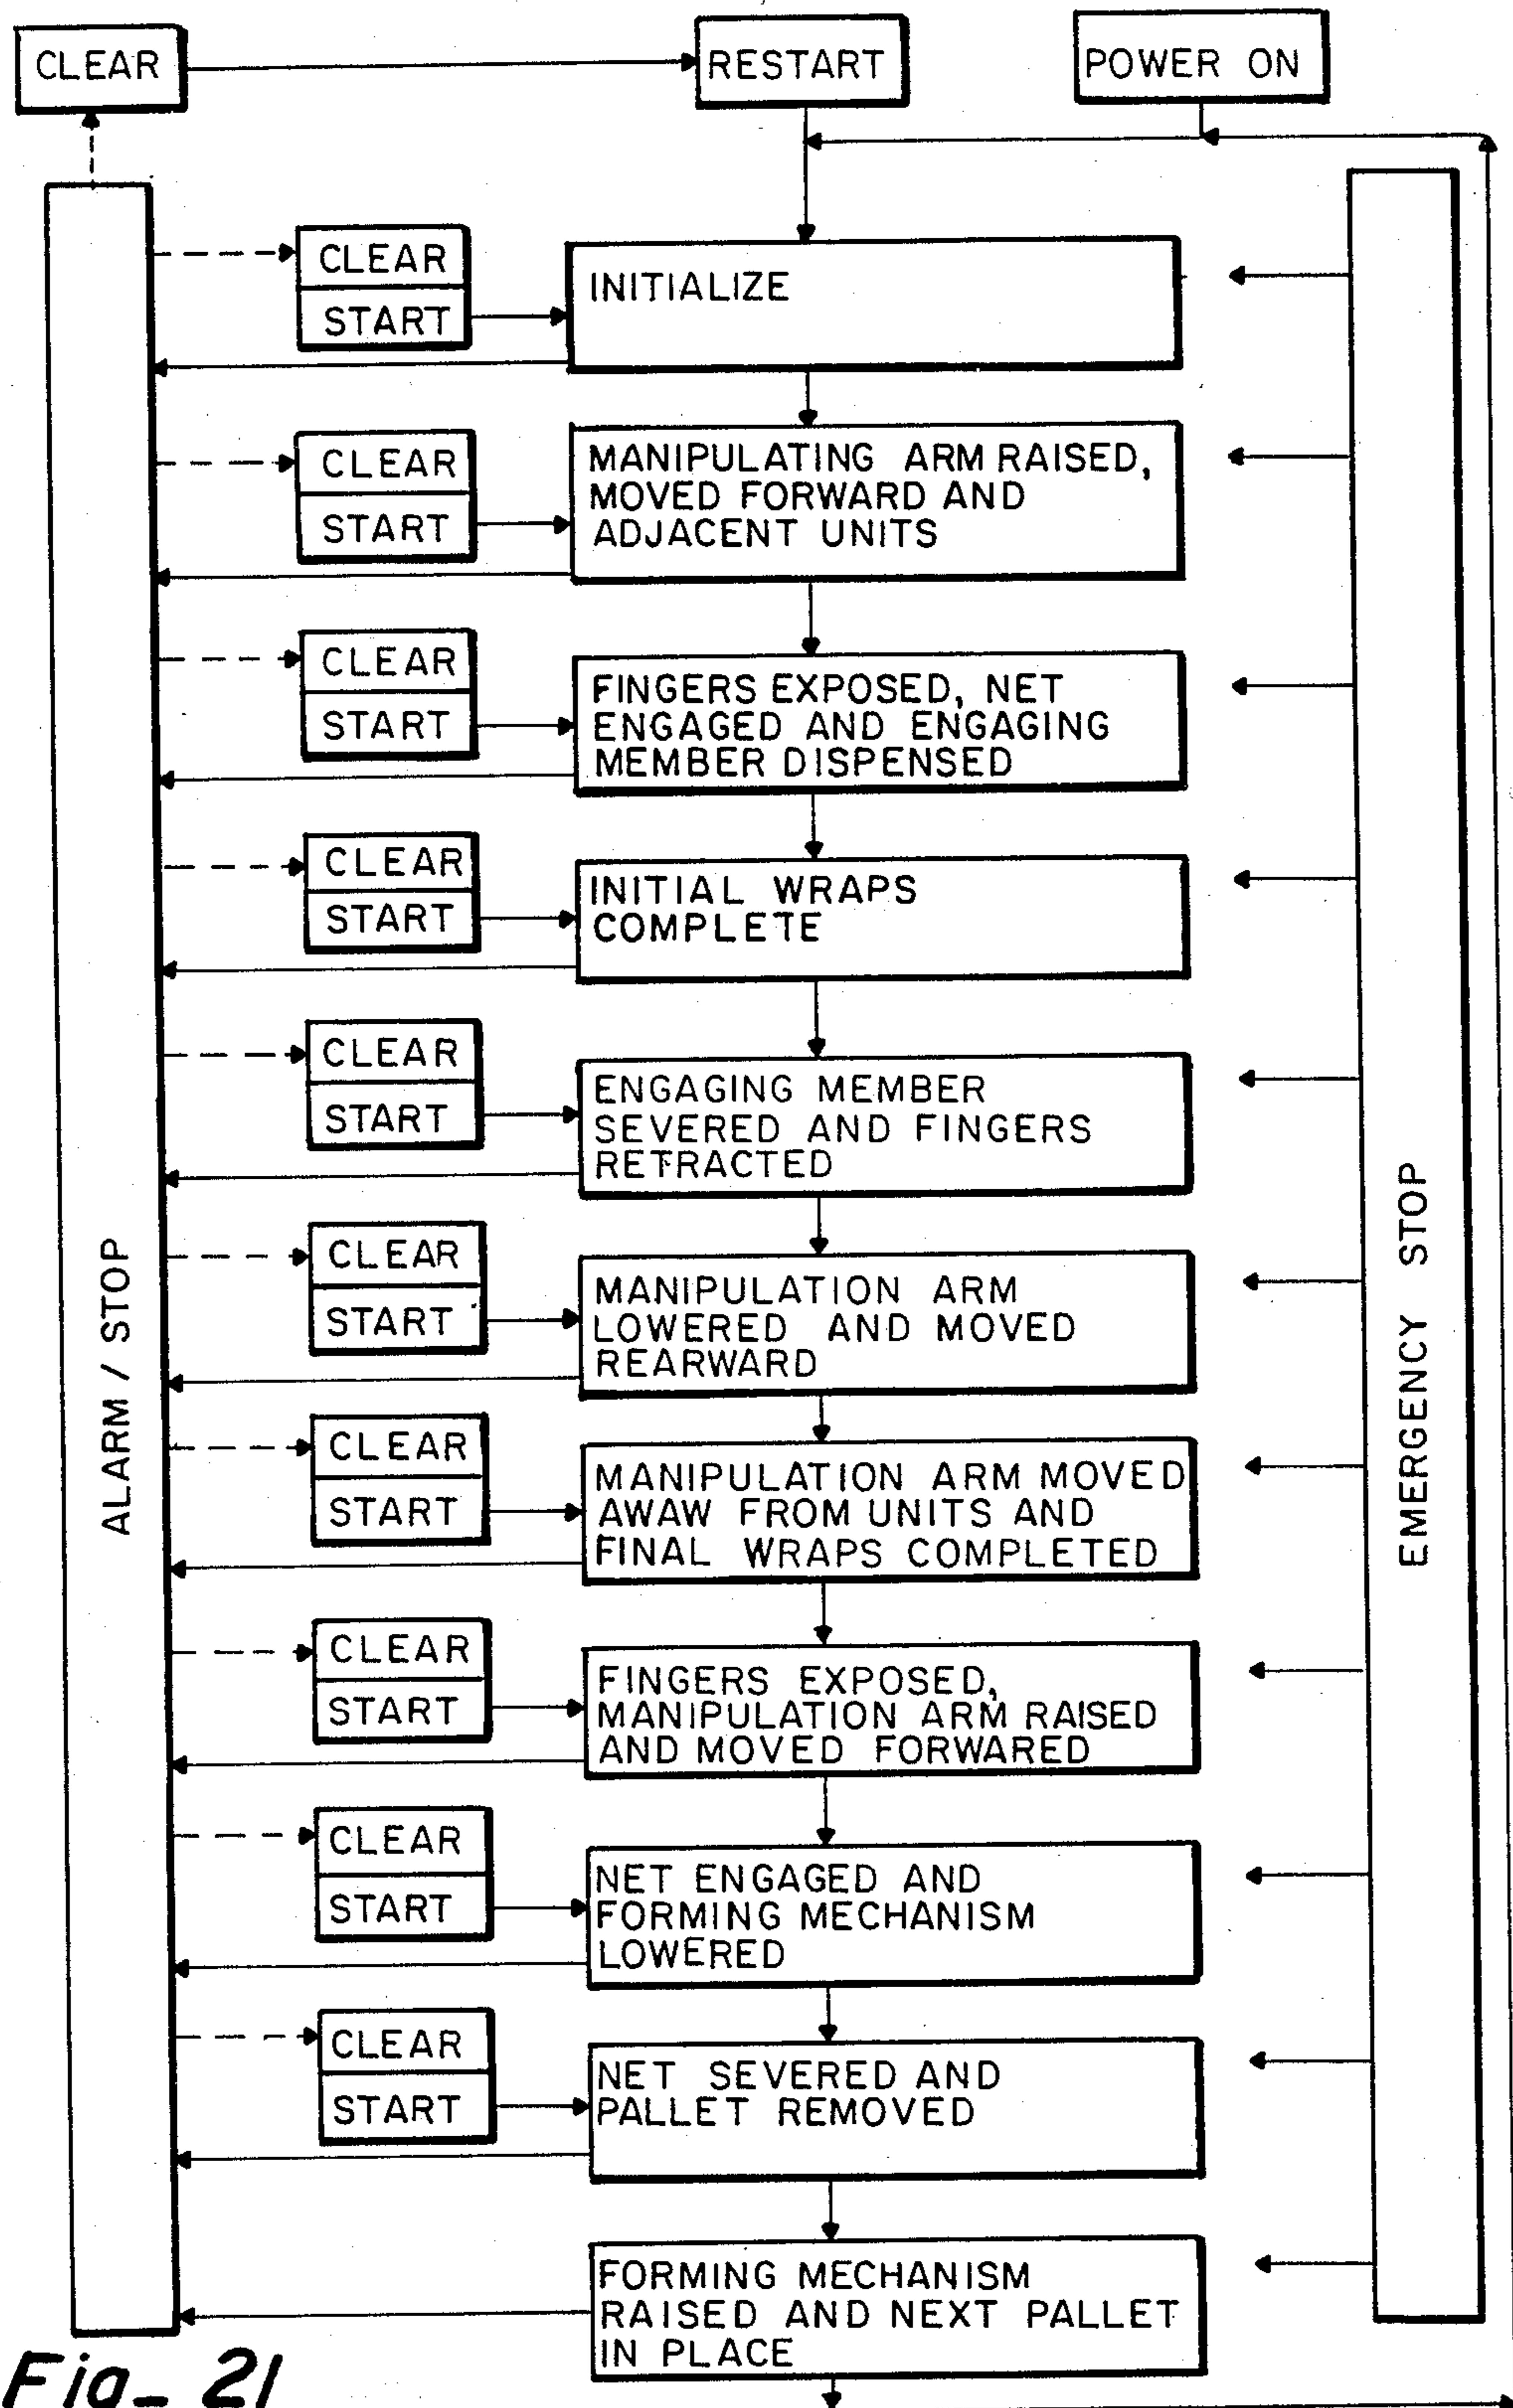 CLEAR
RESTART
POWER ON
CLEAR
START
INITIALIZE
CLEAR
START
MANIPULATING ARM RAISED,
MOVED FORWARD AND
ADJACENT UNITS
CLEAR
START
FINGERS EXPOSED, NET
ENGAGED AND ENGAGING
MEMBER DISPENSED
CLEAR
START
INITIAL WRAPS
COMPLETE
CLEAR
START
ENGAGING MEMBER
SEVERED AND FINGERS
RETRACTED
CLEAR
START
MANIPULATION ARM
LOWERED AND MOVED
REARWARD
CLEAR
START
MANIPULATION ARM MOVED
AWAW FROM UNITS AND
FINAL WRAPS COMPLETED
CLEAR
START
FINGERS EXPOSED,
MANIPULATION ARM RAISED
AND MOVED FORWARED
CLEAR
START
NET ENGAGED AND
FORMING MECHANISM
LOWERED
CLEAR
START
NET SEVERED AND
PALLET REMOVED
FORMING MECHANISM
RAISED AND NEXT PALLET
IN PLACE
ALARM / STOP
EMERGENCY STOP
Fig_ 21